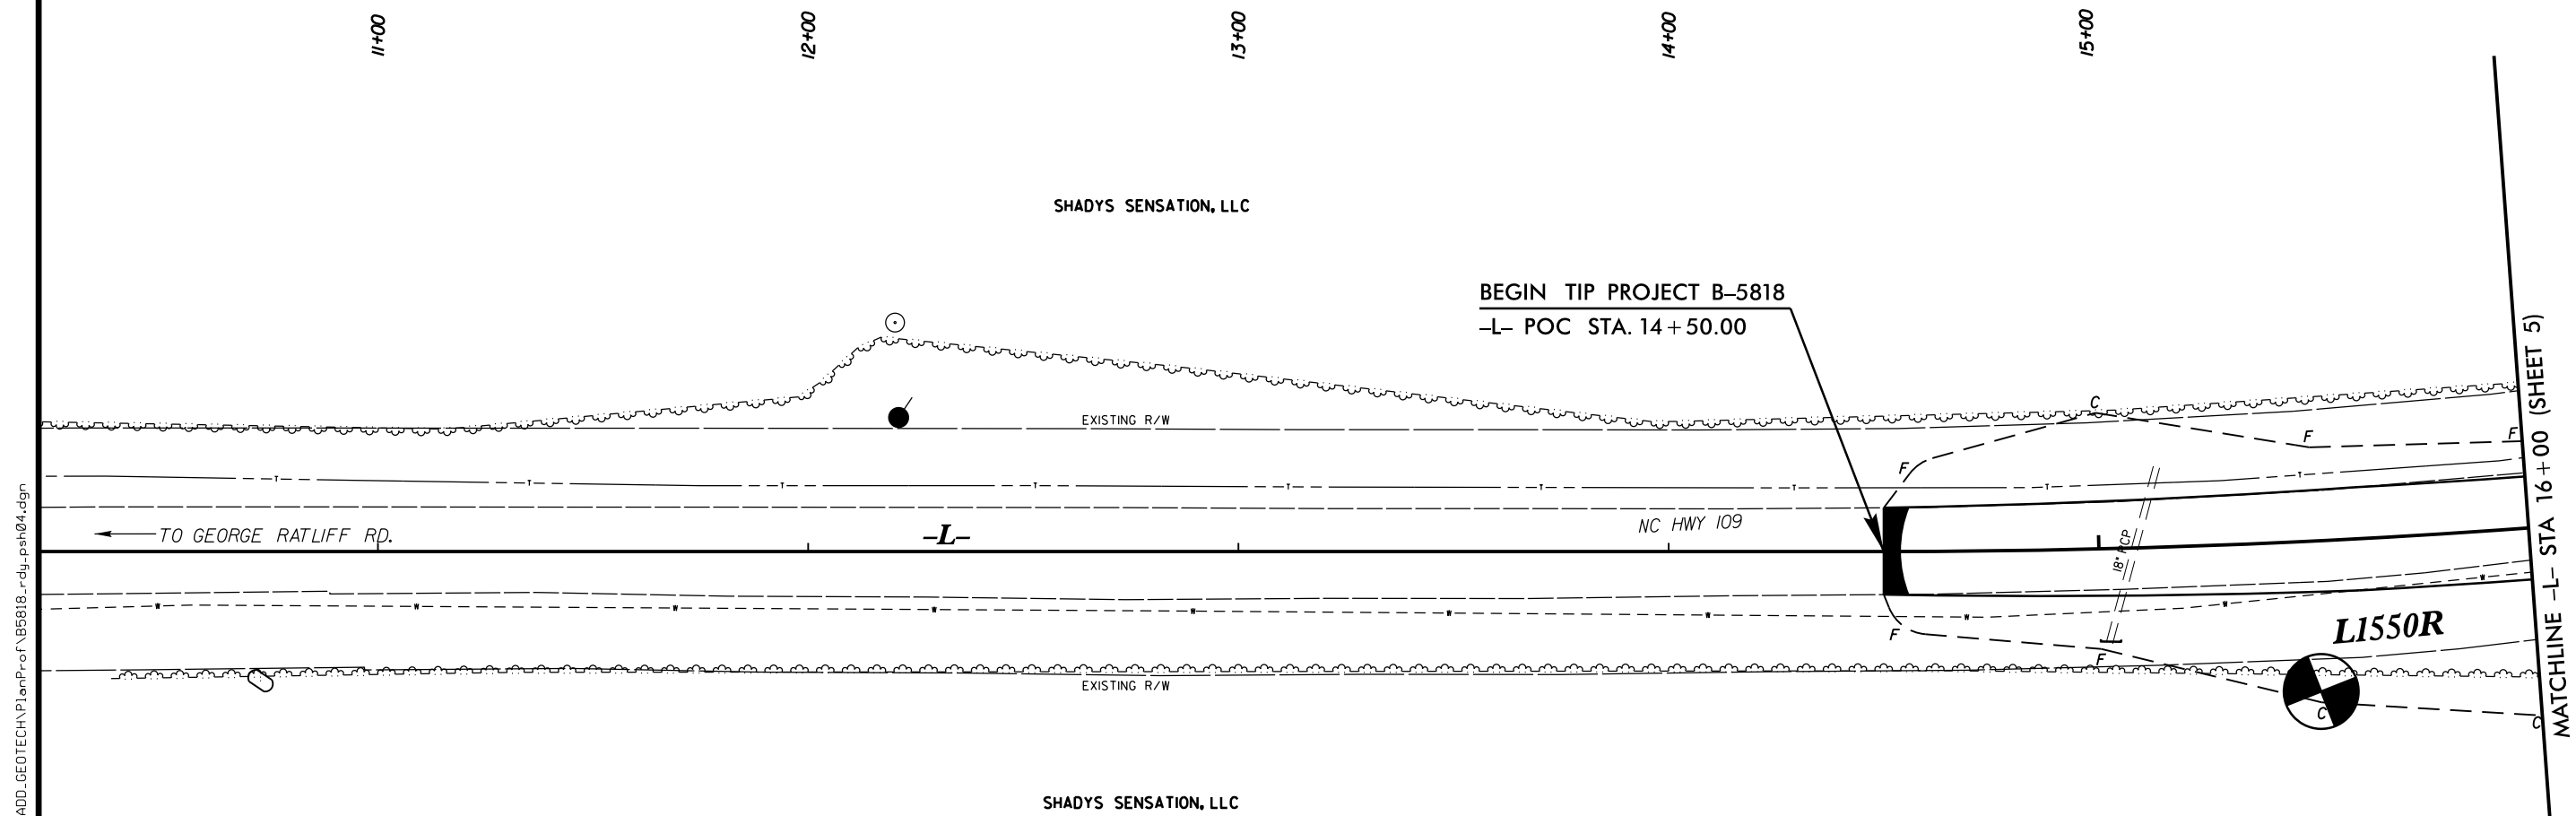 11+00
12+00
13+00
14+00
15+00
SHADYS SENSATION, LLC
BEGIN TIP PROJECT B–5818
–L– POC STA. 14+50.00
EXISTING R/W
C
F
F
F
T T T T T T T T T
TO GEORGE RATLIFF RD.
–L–
NC HWY 109
18" RCP
W W W W W W W W W W
F
F
L1550R
EXISTING R/W
C
C
SHADYS SENSATION, LLC
MATCHLINE –L– STA 16+00 (SHEET 5)
ADD_GEOTECH\PlanProf\B5818_rdy_psh04.dgn